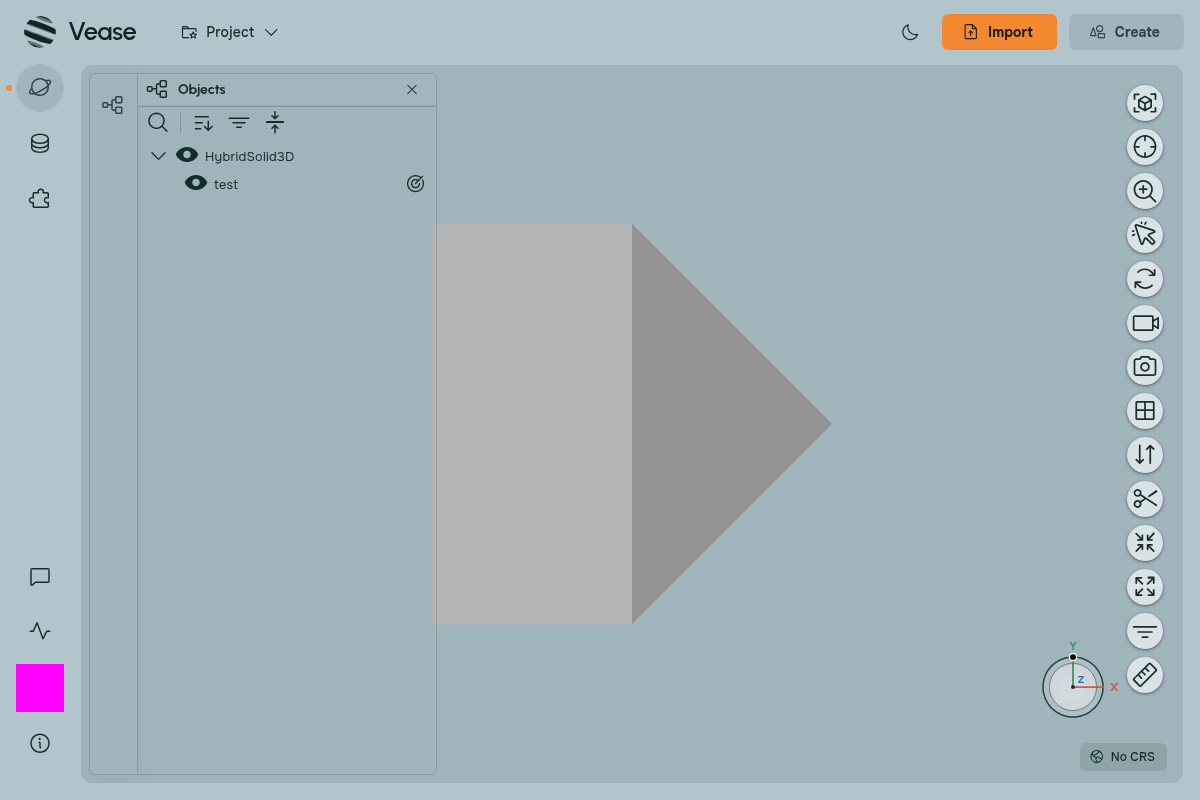 Vease
Project
Import
Create
Objects
HybridSolid3D
test
Y
Z
X
No CRS